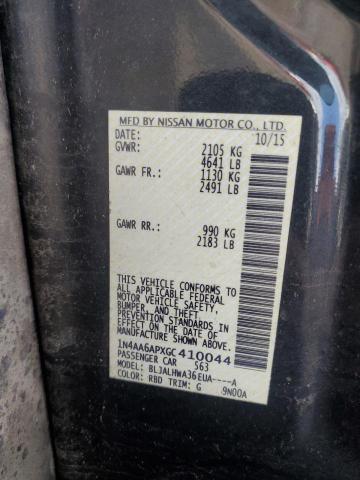 MFD BY NISSAN MOTOR CO., LTD.
DATE: 10/15
GVWR: 2105 KG
4641 LB
GAWR FR: 1130 KG
2491 LB
GAWR RR: 990 KG
2183 LB
THIS VEHICLE CONFORMS TO
ALL APPLICABLE FEDERAL
MOTOR VEHICLE SAFETY,
BUMPER, AND THEFT
PREVENTION STANDARDS
IN EFFECT ON THE DATE OF
MANUFACTURE SHOWN ABOVE.
1N4AA6APXGC410044
PASSENGER CAR 563
MODEL: BLJALHWA36EUA----A
COLOR: RBD TRIM: G 9N00A